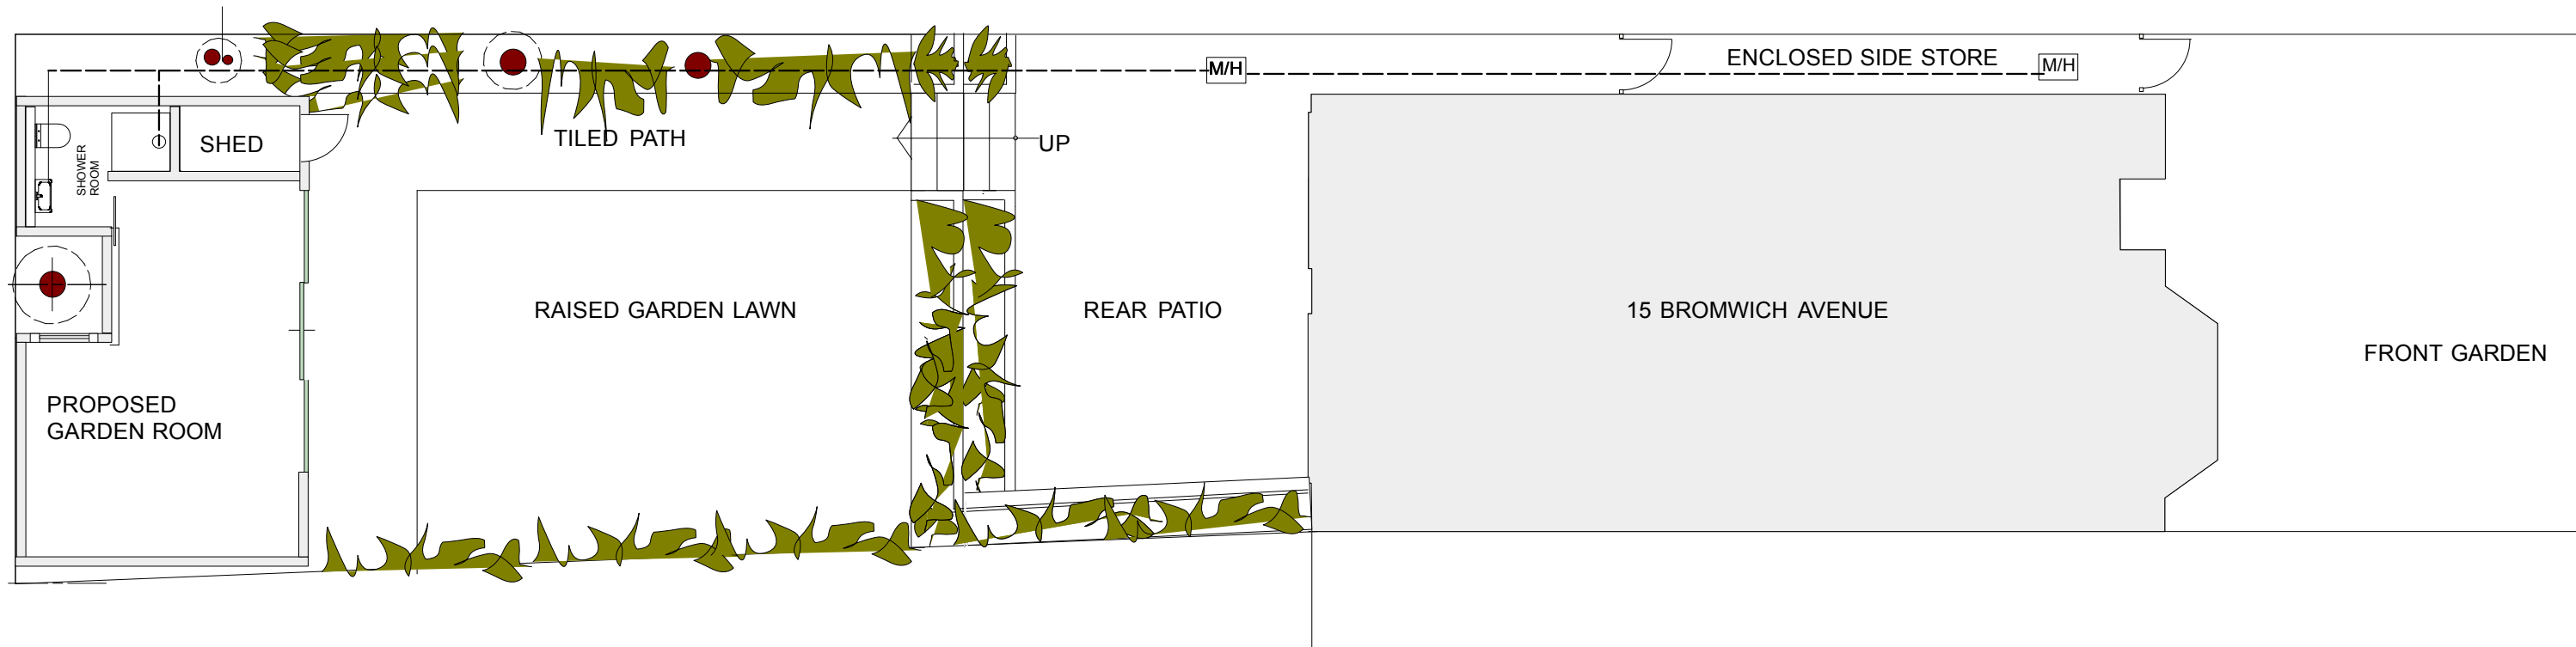 ENCLOSED SIDE STORE
M/H
M/H
SHED
TILED PATH
UP
SHOWER
ROOM
RAISED GARDEN LAWN
REAR PATIO
15 BROMWICH AVENUE
FRONT GARDEN
PROPOSED
GARDEN ROOM